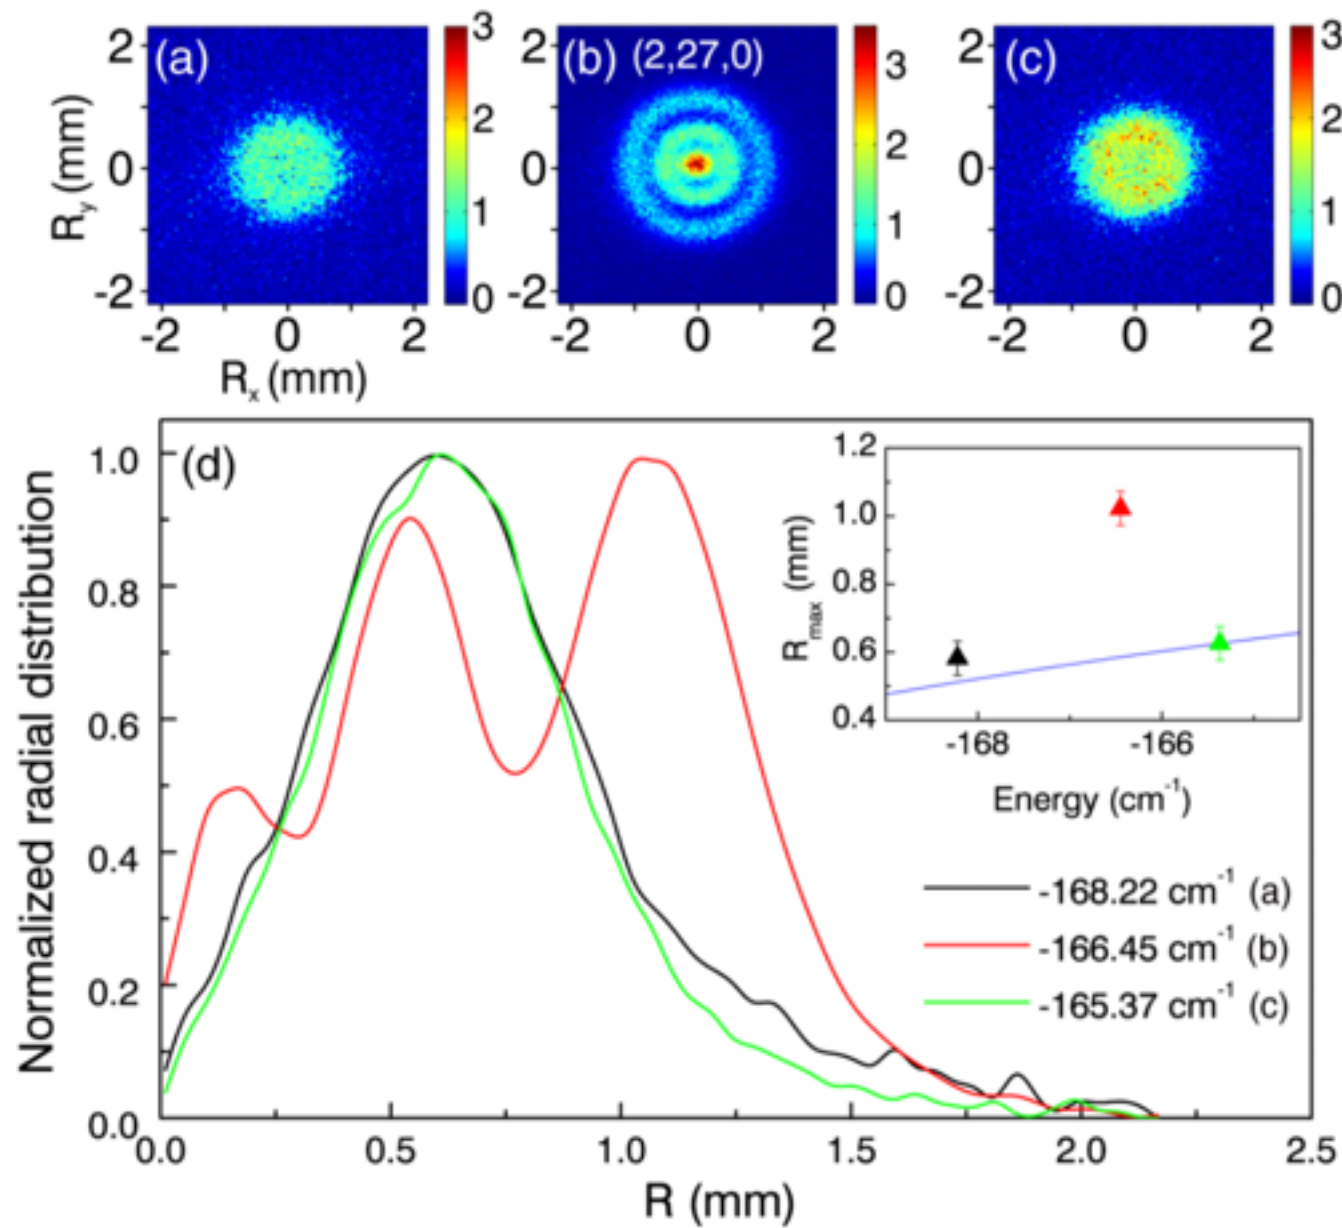 (a)
2
0
-2
-2 0 2
R_y (mm)
R_x (mm)
3
2
1
0
(b) (2,27,0)
2
0
-2
-2 0 2
3
2
1
0
(c)
2
0
-2
-2 0 2
3
2
1
0
(d)
Normalized radial distribution
1.0
0.8
0.6
0.4
0.2
0.0
0.0 0.5 1.0 1.5 2.0 2.5
R (mm)
R_max (mm)
1.2
1.0
0.8
0.6
0.4
-168 -166
Energy (cm⁻¹)
-168.22 cm⁻¹ (a)
-166.45 cm⁻¹ (b)
-165.37 cm⁻¹ (c)